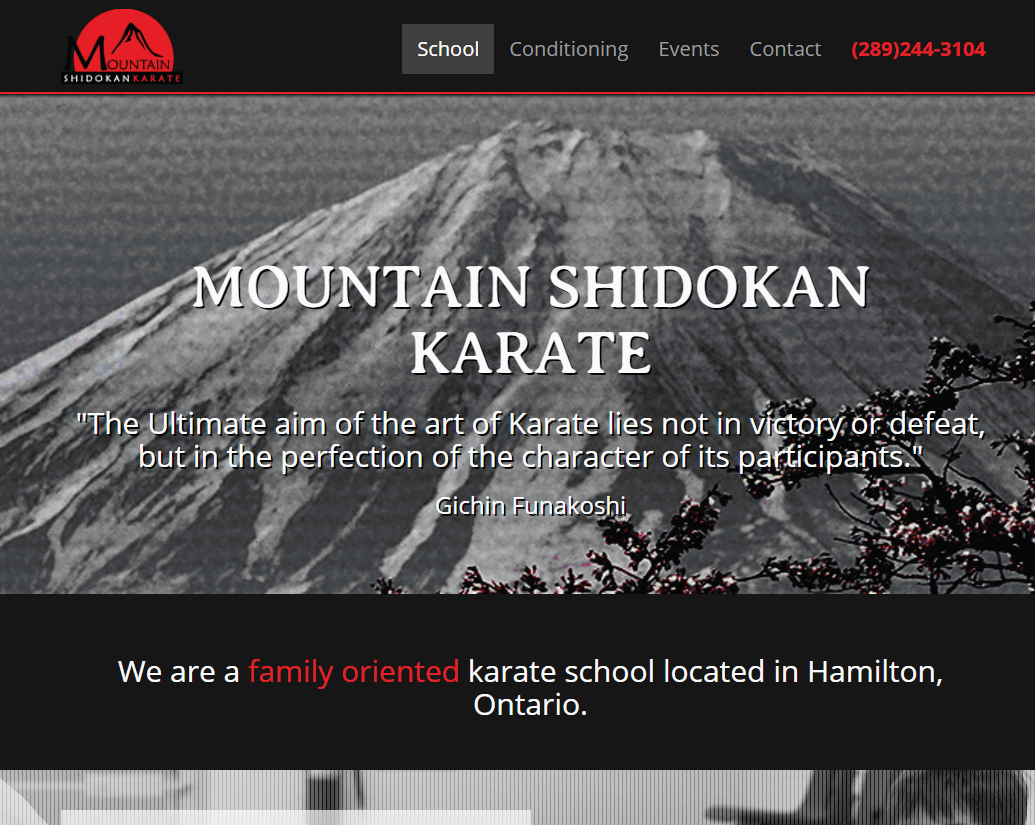 MOUNTAIN
SHIDOKAN KARATE
School
Conditioning
Events
Contact
(289)244-3104
MOUNTAIN SHIDOKAN
KARATE
"The Ultimate aim of the art of Karate lies not in victory or defeat,
but in the perfection of the character of its participants."
Gichin Funakoshi
We are a family oriented karate school located in Hamilton,
Ontario.